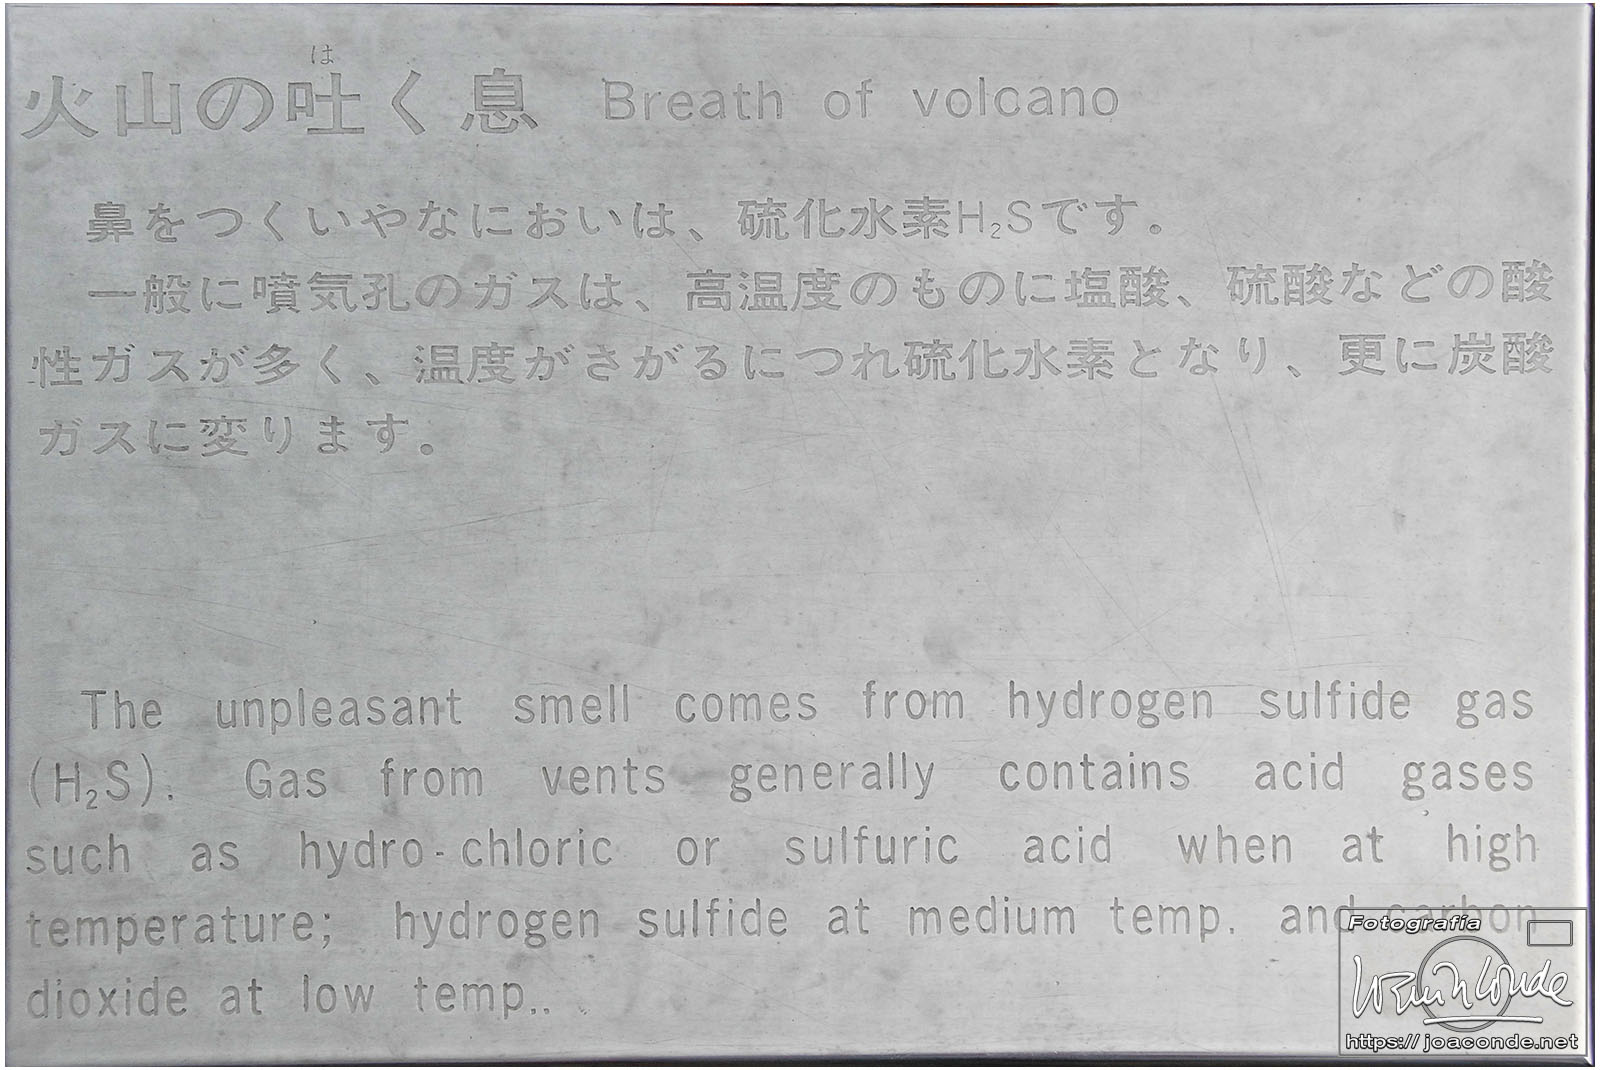 は
火山の吐く息 Breath of volcano
鼻をつくいやなにおいは、硫化水素H₂Sです。
一般に噴気孔のガスは、高温度のものに塩酸、硫酸などの酸
性ガスが多く、温度がさがるにつれ硫化水素となり、更に炭酸
ガスに変ります。
The unpleasant smell comes from hydrogen sulfide gas
(H₂S). Gas from vents generally contains acid gases
such as hydro-chloric or sulfuric acid when at high
temperature; hydrogen sulfide at medium temp. and carbon
dioxide at low temp..
Fotografía
https://joaconde.net